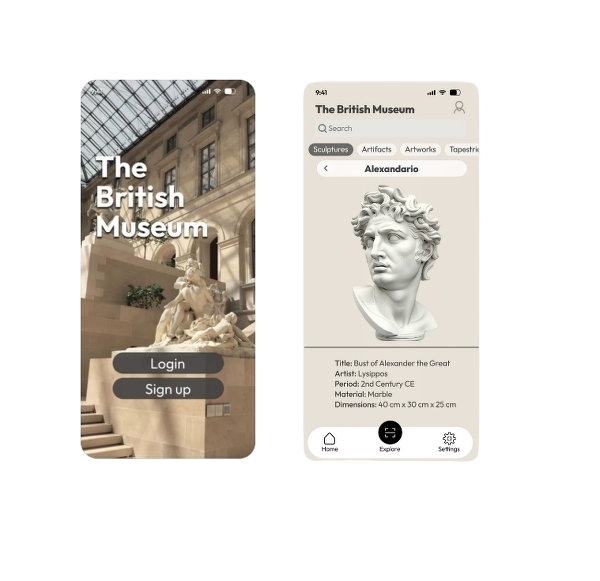 The
British
Museum
Login
Sign up
9:41
The British Museum
Search
Sculptures Artifacts Artworks Tapestrie
Alexandario
Title: Bust of Alexander the Great
Artist: Lysippos
Period: 2nd Century CE
Material: Marble
Dimensions: 40 cm x 30 cm x 25 cm
Home Explore Settings